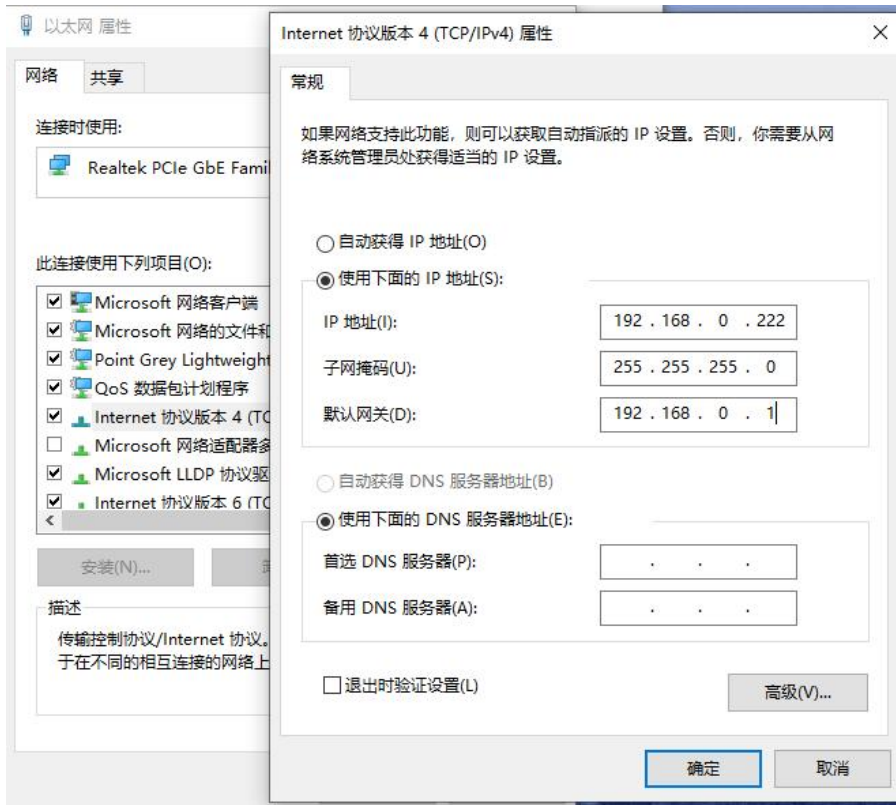 以太网 属性
网络
共享
连接时使用:
Realtek PCIe GbE Fami
此连接使用下列项目(O):
Microsoft 网络客户端
Microsoft 网络的文件和
Point Grey Lightweight
QoS 数据包计划程序
Internet 协议版本 4 (TC
Microsoft 网络适配器多
Microsoft LLDP 协议驱
Internet 协议版本 6 (TC
安装(N)...
描述
传输控制协议/Internet 协议。
于在不同的相互连接的网络上
Internet 协议版本 4 (TCP/IPv4) 属性
常规
如果网络支持此功能，则可以获取自动指派的 IP 设置。否则，你需要从网
络系统管理员处获得适当的 IP 设置。
自动获得 IP 地址(O)
使用下面的 IP 地址(S):
IP 地址(I): 192 . 168 . 0 . 222
子网掩码(U): 255 . 255 . 255 . 0
默认网关(D): 192 . 168 . 0 . 1
自动获得 DNS 服务器地址(B)
使用下面的 DNS 服务器地址(E):
首选 DNS 服务器(P): . . .
备用 DNS 服务器(A): . . .
退出时验证设置(L)
高级(V)...
确定
取消